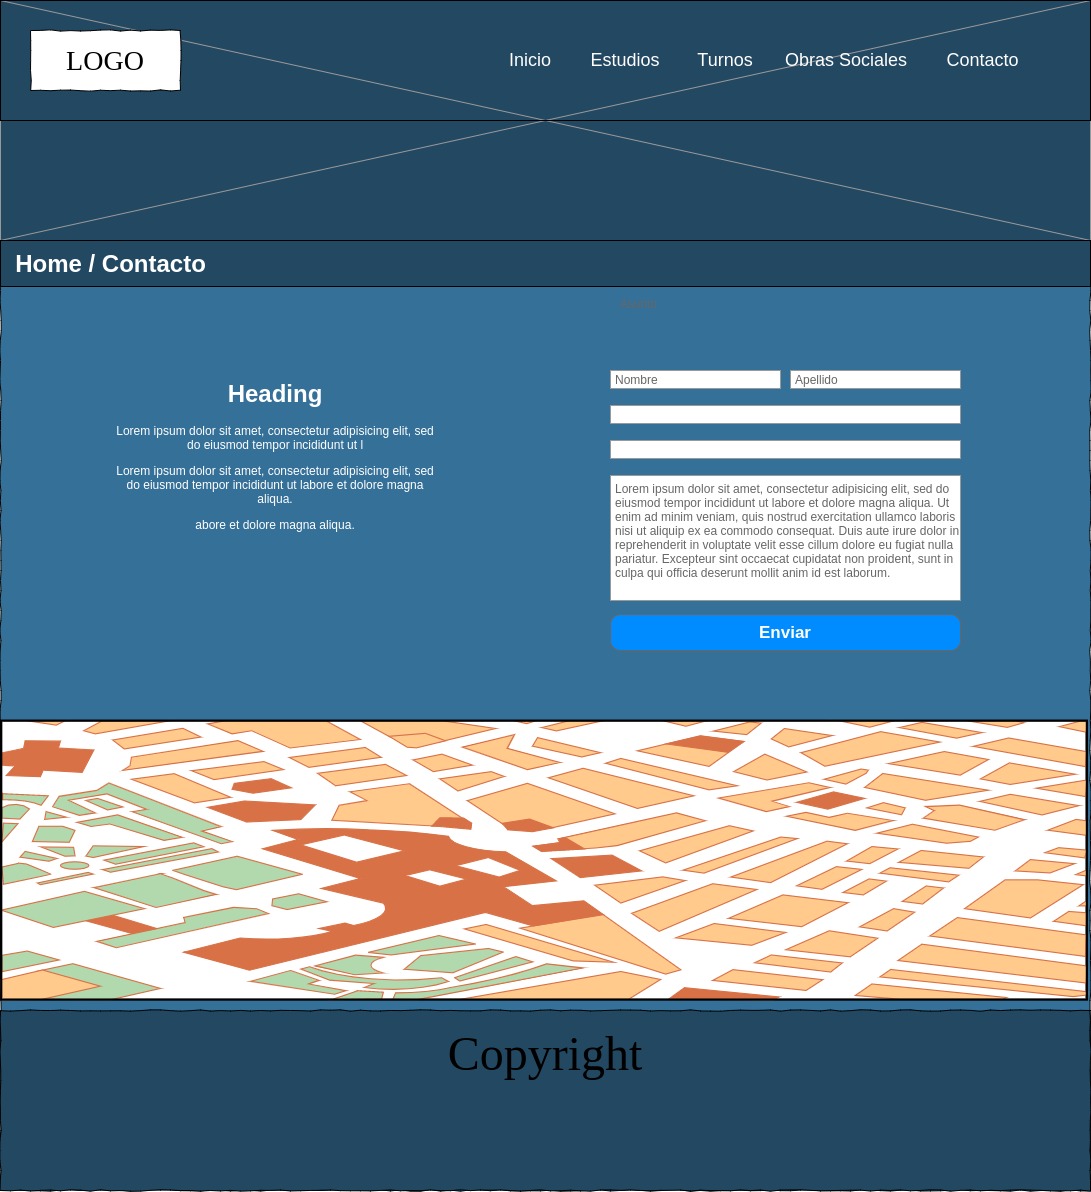 LOGO
Inicio
Estudios
Turnos
Obras Sociales
Contacto
Home / Contacto
Heading
Lorem ipsum dolor sit amet, consectetur adipisicing elit, sed
do eiusmod tempor incididunt ut l
Lorem ipsum dolor sit amet, consectetur adipisicing elit, sed
do eiusmod tempor incididunt ut labore et dolore magna
aliqua.
abore et dolore magna aliqua.
Nombre
Apellido
Lorem ipsum dolor sit amet, consectetur adipisicing elit, sed do
eiusmod tempor incididunt ut labore et dolore magna aliqua. Ut
enim ad minim veniam, quis nostrud exercitation ullamco laboris
nisi ut aliquip ex ea commodo consequat. Duis aute irure dolor in
reprehenderit in voluptate velit esse cillum dolore eu fugiat nulla
pariatur. Excepteur sint occaecat cupidatat non proident, sunt in
culpa qui officia deserunt mollit anim id est laborum.
Enviar
Copyright